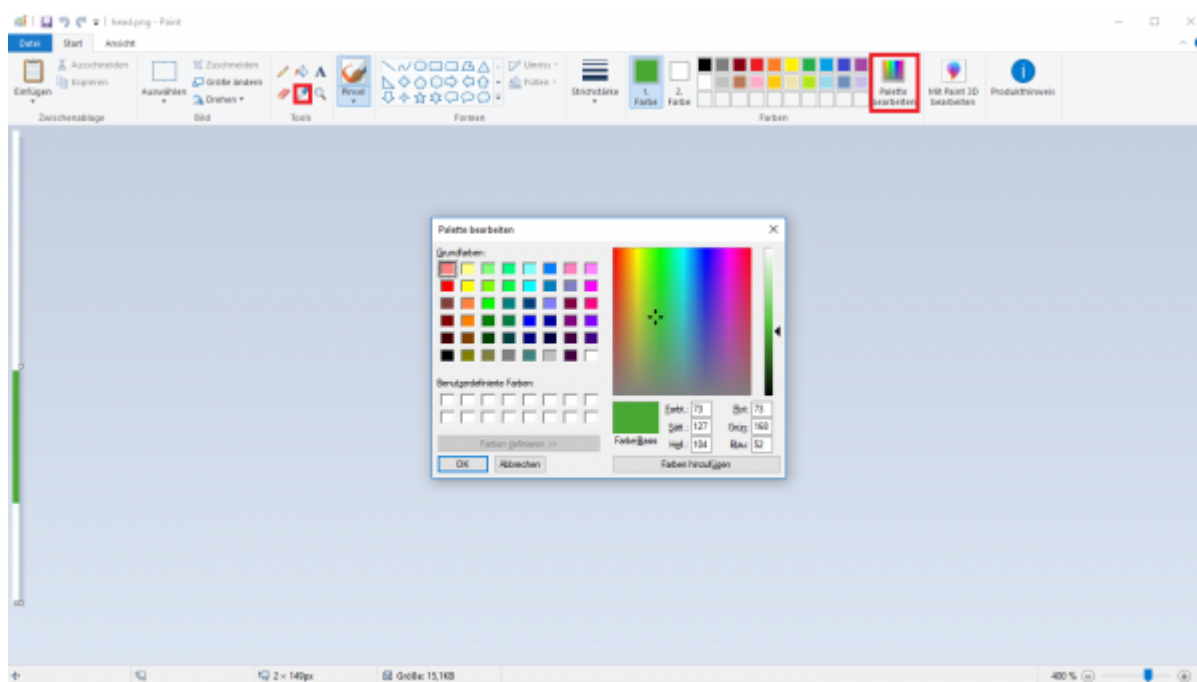 head.png - Paint
Datei Start Ansicht
Einfügen
Ausschneiden
Kopieren
Zwischenablage
Auswählen
Zuschneiden
Größe ändern
Drehen
Bild
A
Tools
Pinsel
Formen
Umriss
Füllen
Strichstärke
1. Farbe
2. Farbe
Farben
Palette bearbeiten
Mit Paint 3D bearbeiten
Produkthinweis
Palette bearbeiten
Grundfarben:
Benutzerdefinierte Farben:
Farben definieren >>
OK Abbrechen
Farbe|Basis
Farbt.: 73 Rot: 73
Sätt.: 127 Grün: 168
Hell.: 104 Blau: 52
Farben hinzufügen
2 × 149px
Größe: 15,1KB
400 %